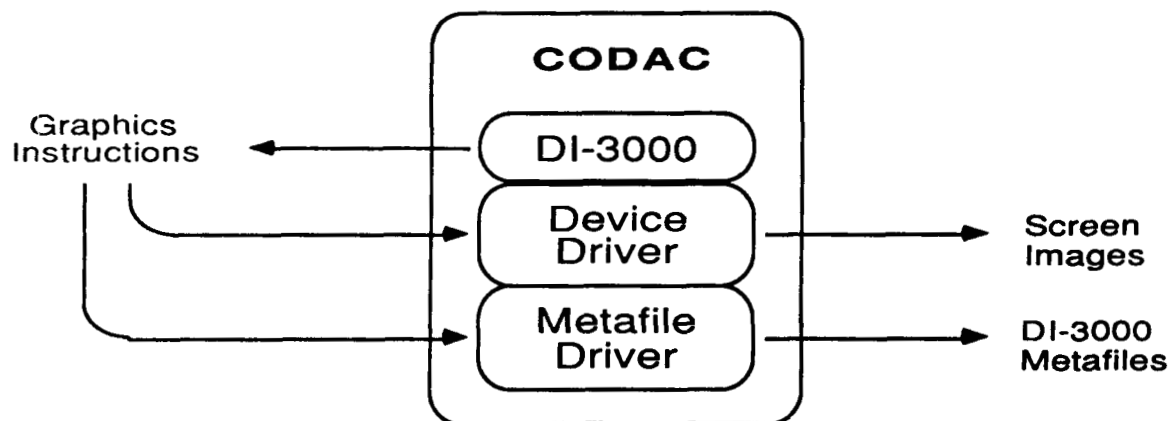 CODAC
Graphics
Instructions
DI-3000
Device
Driver
Screen
Images
Metafile
Driver
DI-3000
Metafiles